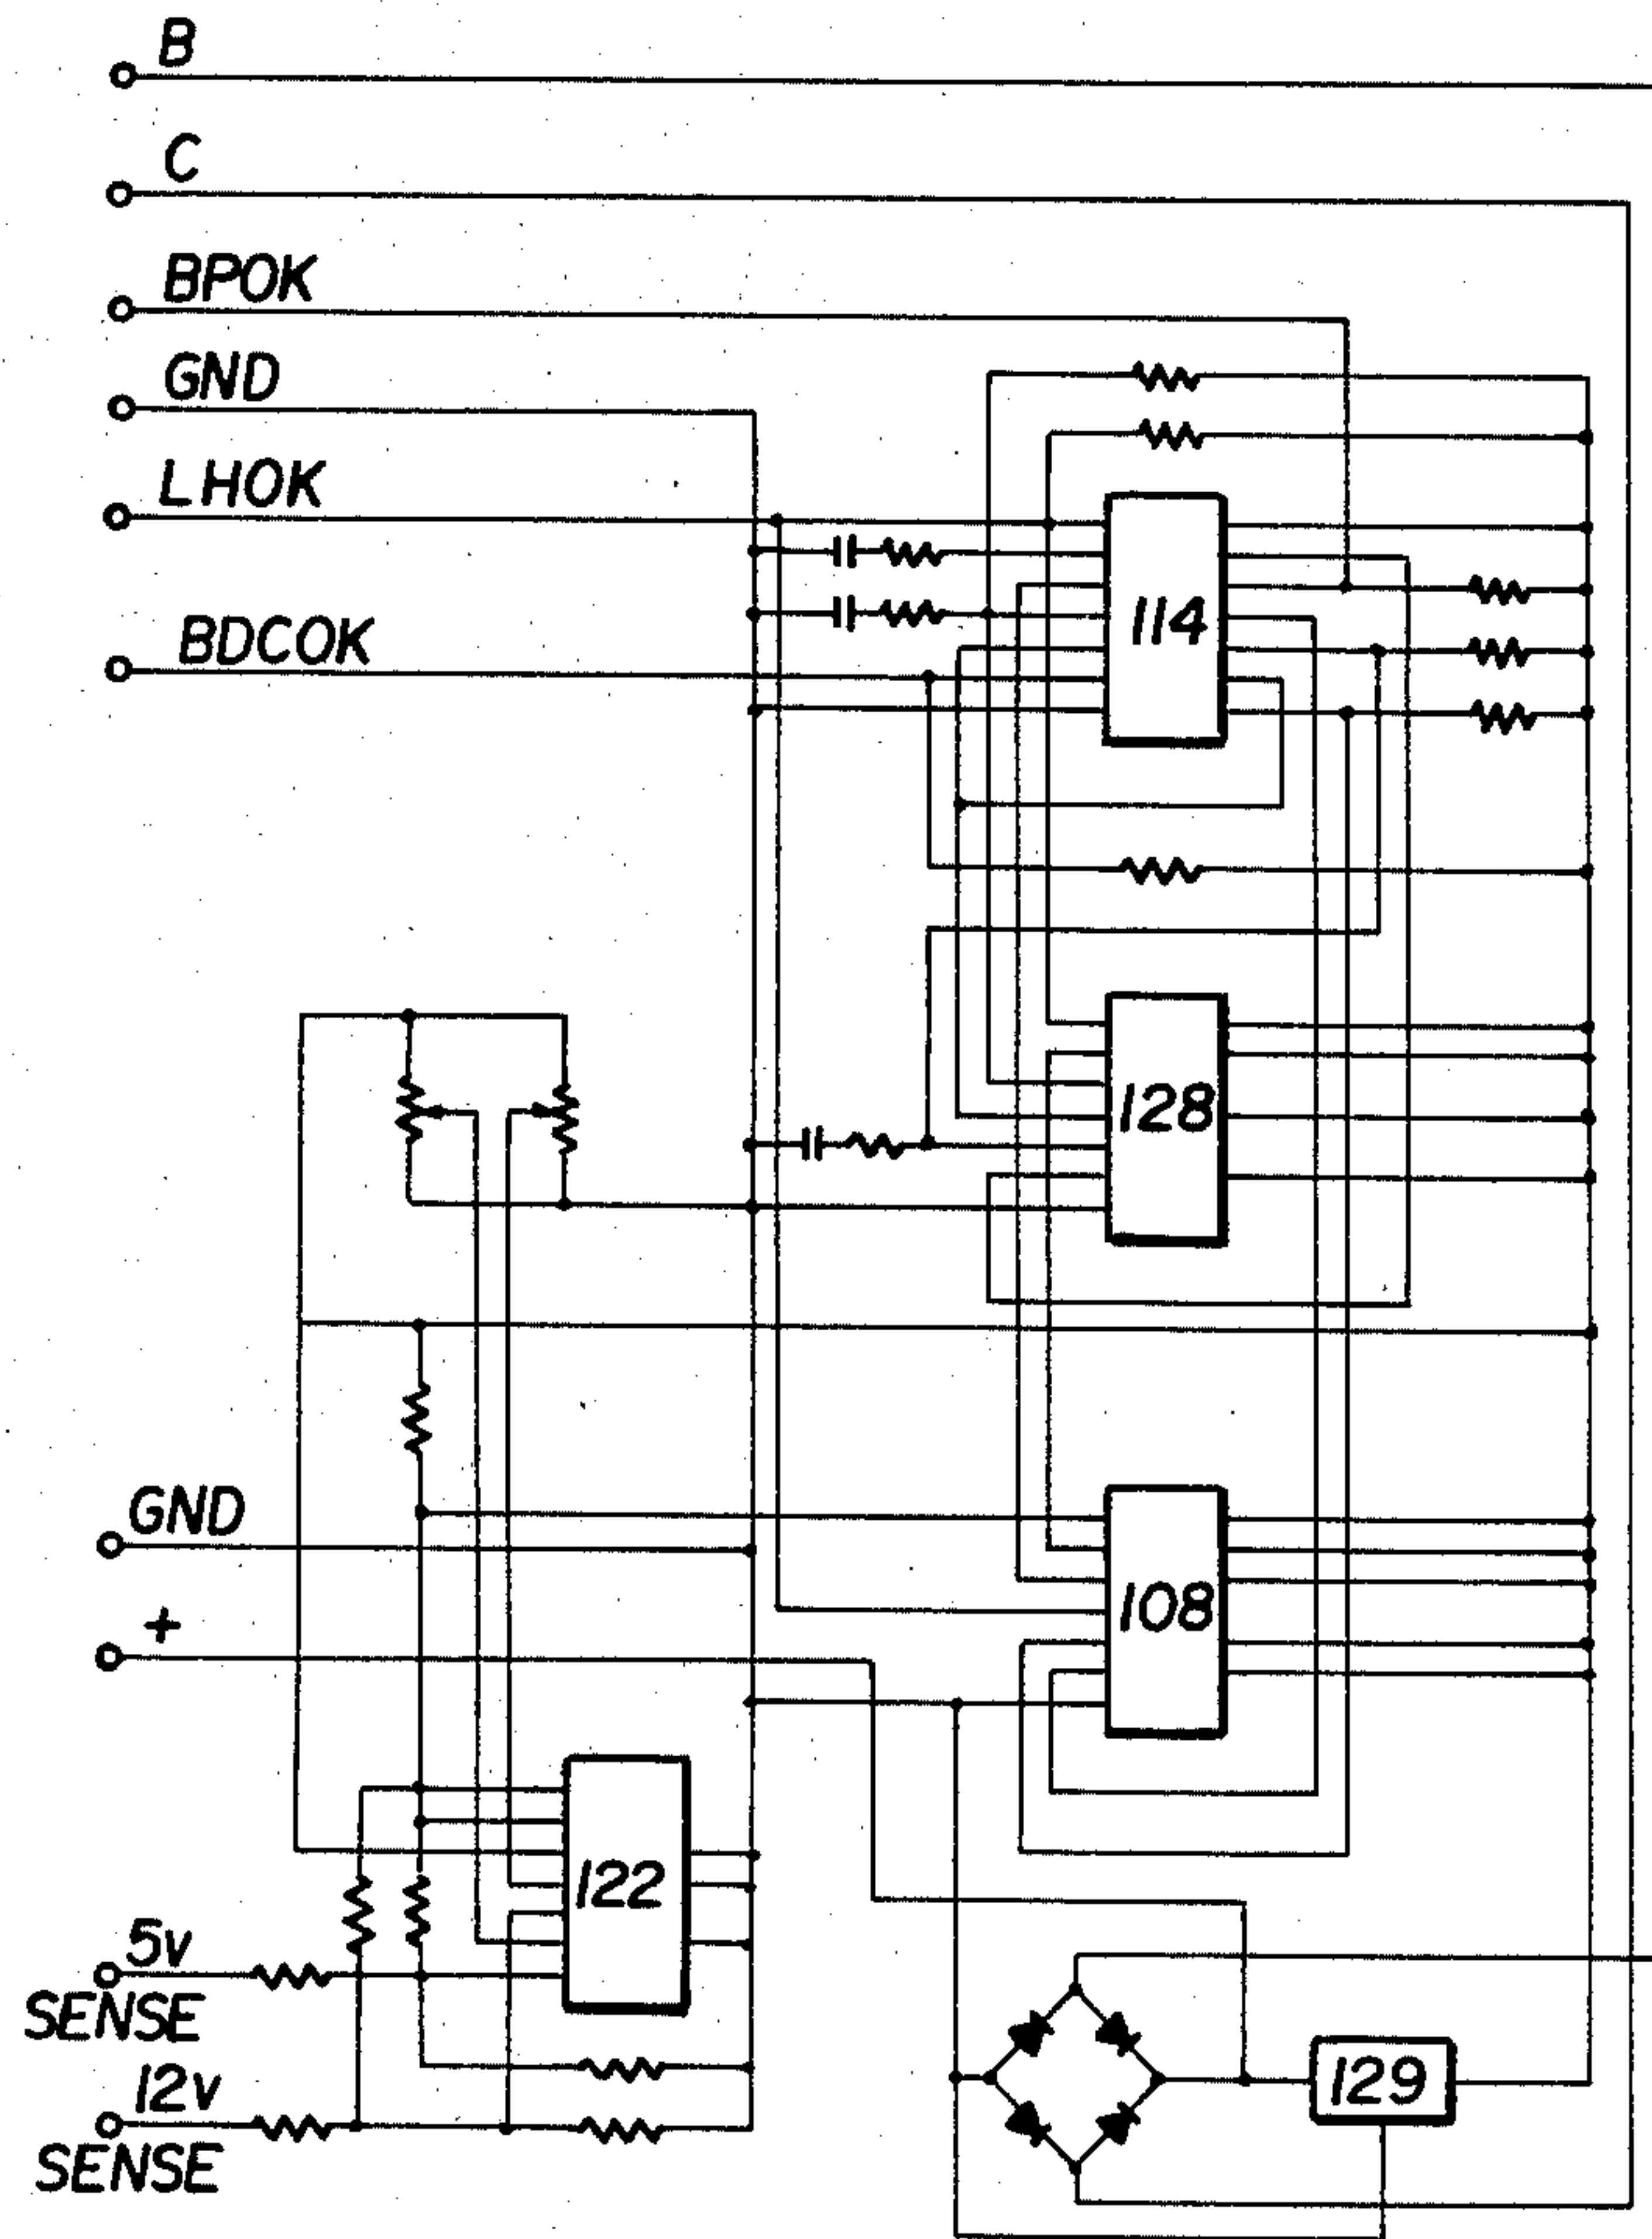 B
C
BPOK
GND
LHOK
114
BDCOK
128
GND
108
+
122
5v
SENSE
129
12v
SENSE